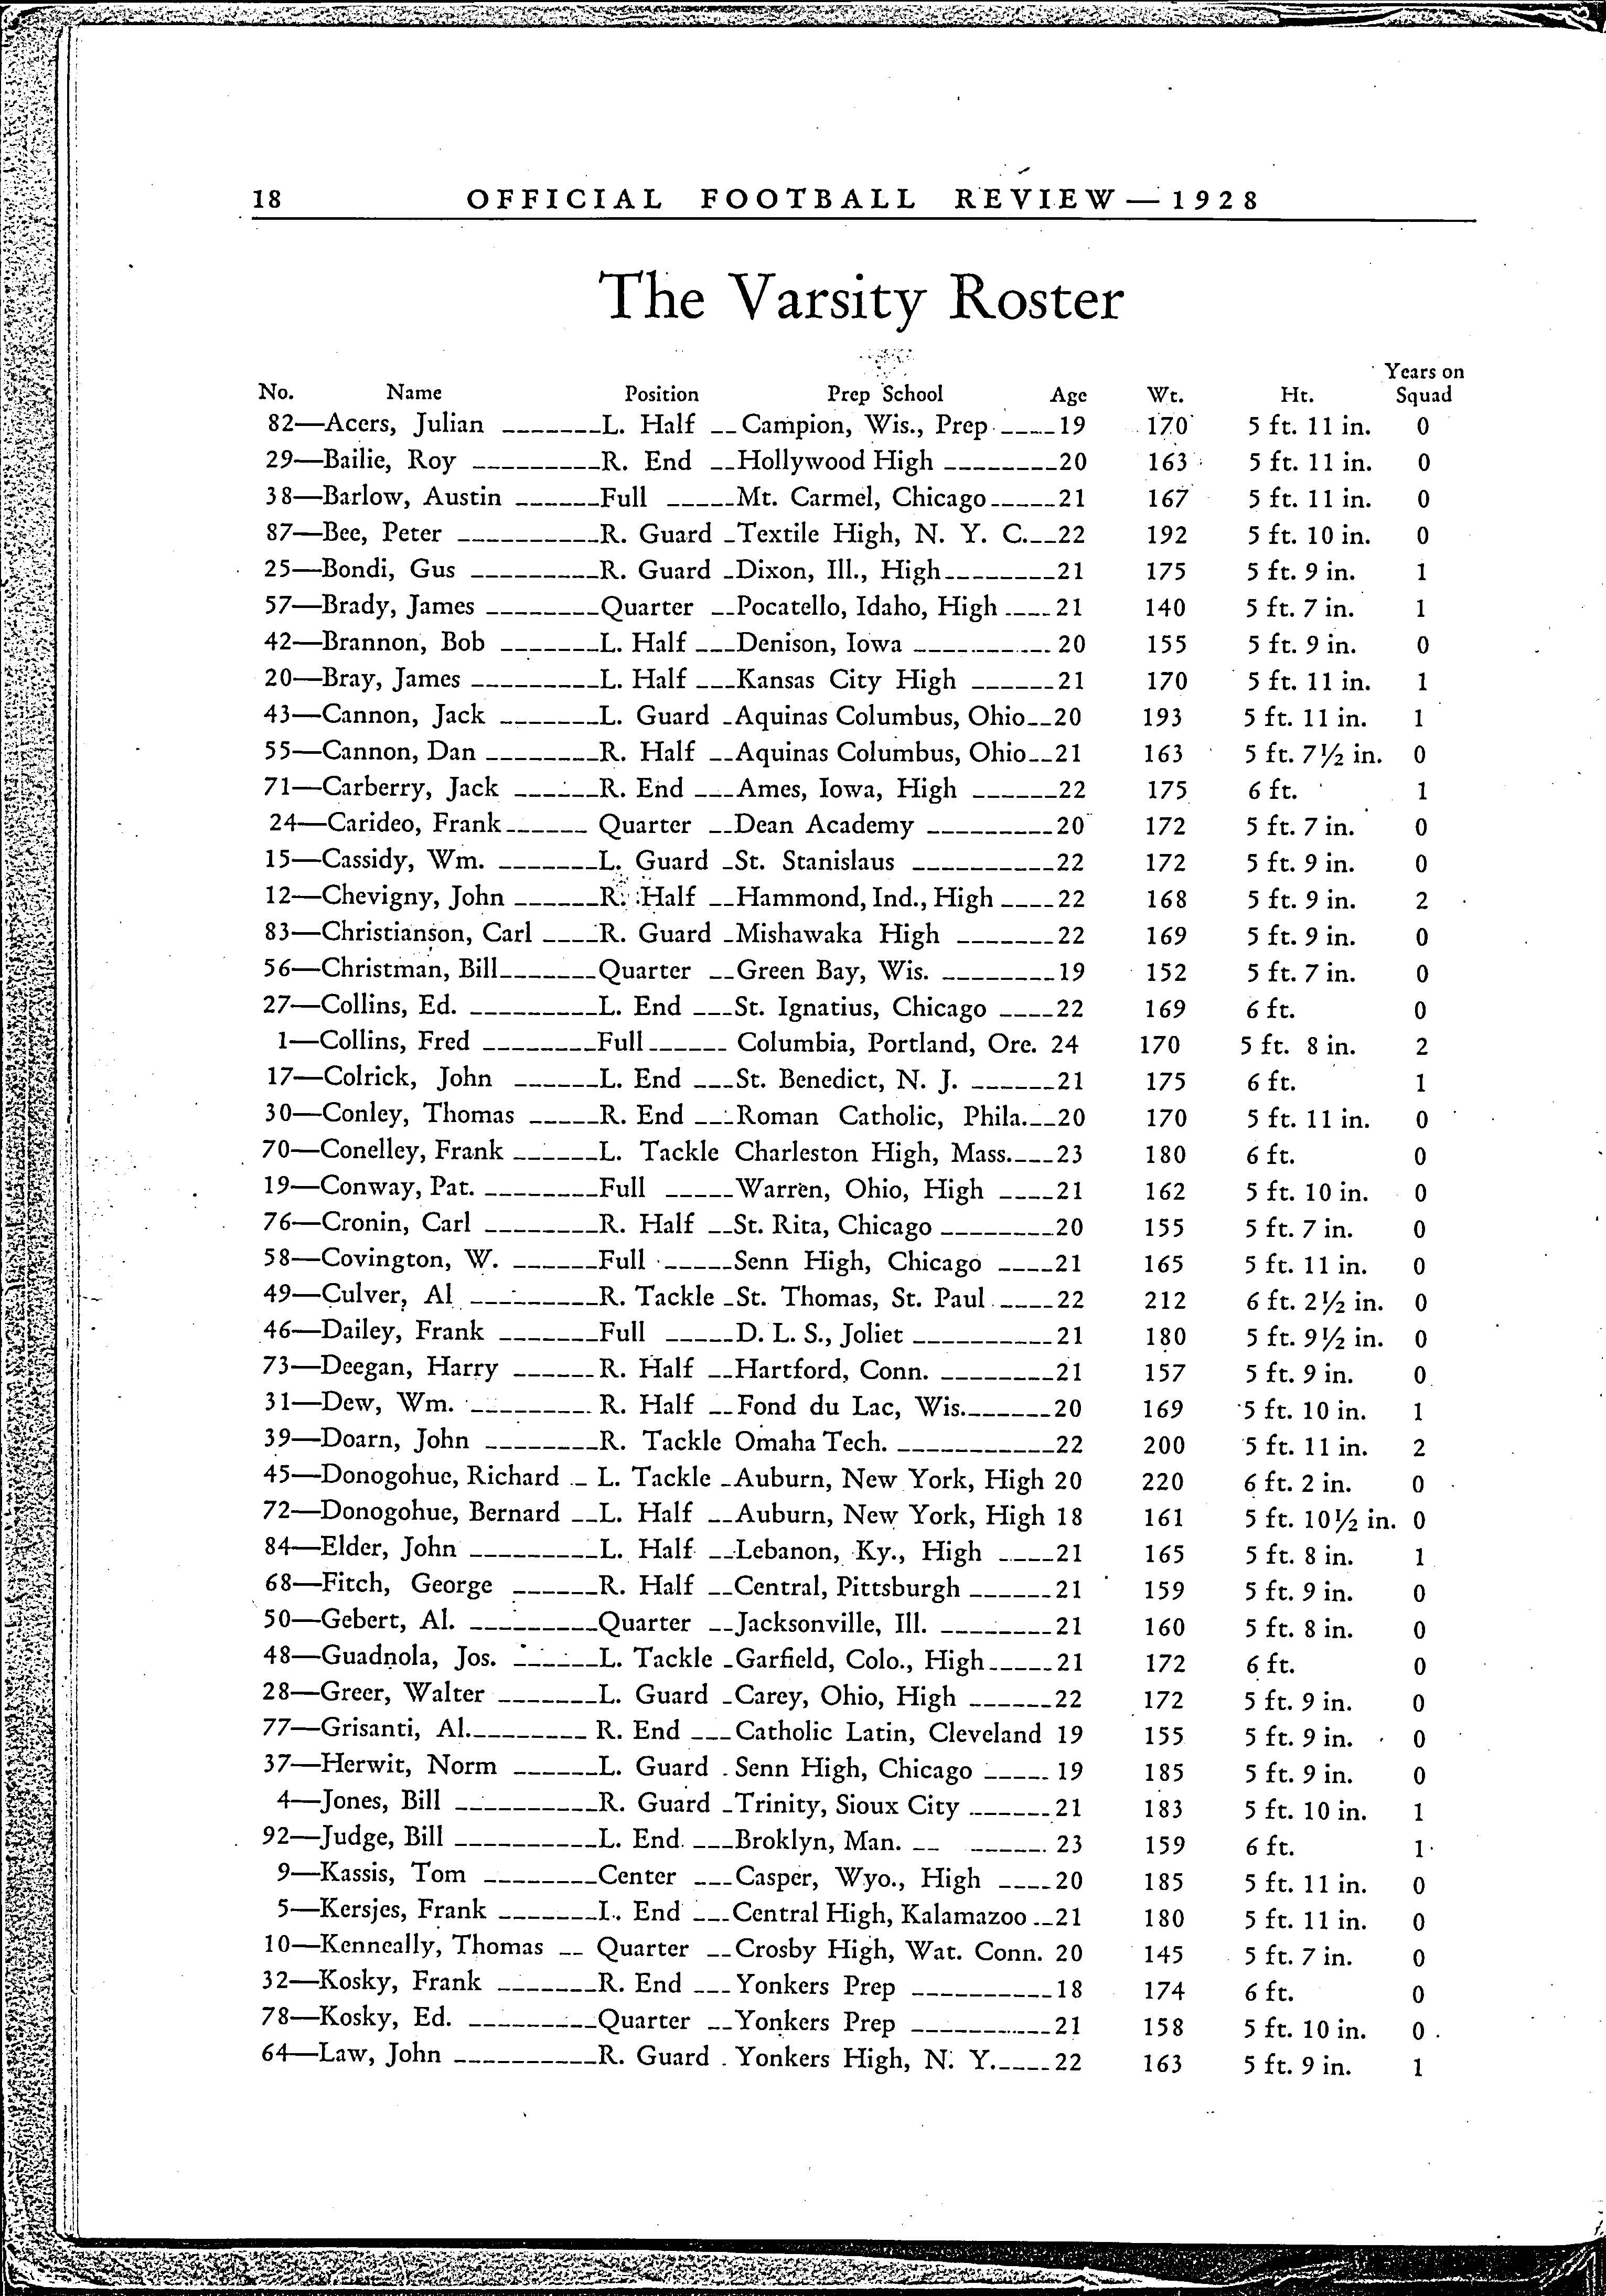 18 OFFICIAL FOOTBALL REVIEW—1928
The Varsity Roster
Years on
No. Name Position Prep School Age Wt. Ht. Squad
82—Acers, Julian -------L. Half --Campion, Wis., Prep ----19 170 5 ft. 11 in. 0
29—Bailie, Roy ---------R. End --Hollywood High --------20 163 5 ft. 11 in. 0
38—Barlow, Austin ------Full -----Mt. Carmel, Chicago-----21 167 5 ft. 11 in. 0
87—Bee, Peter ----------R. Guard -Textile High, N. Y. C.--22 192 5 ft. 10 in. 0
25—Bondi, Gus ---------R. Guard -Dixon, Ill., High--------21 175 5 ft. 9 in. 1
57—Brady, James --------Quarter --Pocatello, Idaho, High ----21 140 5 ft. 7 in. 1
42—Brannon, Bob -------L. Half ---Denison, Iowa ---------- 20 155 5 ft. 9 in. 0
20—Bray, James ---------L. Half ---Kansas City High ------21 170 5 ft. 11 in. 1
43—Cannon, Jack -------L. Guard -Aquinas Columbus, Ohio--20 193 5 ft. 11 in. 1
55—Cannon, Dan --------R. Half --Aquinas Columbus, Ohio--21 163 5 ft. 7½ in. 0
71—Carberry, Jack ------R. End ---Ames, Iowa, High ------22 175 6 ft. 1
24—Carideo, Frank------ Quarter --Dean Academy ---------20 172 5 ft. 7 in. 0
15—Cassidy, Wm. -------L. Guard -St. Stanislaus ----------22 172 5 ft. 9 in. 0
12—Chevigny, John ------R. Half --Hammond, Ind., High ----22 168 5 ft. 9 in. 2
83—Christianson, Carl ----R. Guard -Mishawaka High -------22 169 5 ft. 9 in. 0
56—Christman, Bill-------Quarter --Green Bay, Wis. --------19 152 5 ft. 7 in. 0
27—Collins, Ed. ---------L. End ---St. Ignatius, Chicago ----22 169 6 ft. 0
1—Collins, Fred --------Full------ Columbia, Portland, Ore. 24 170 5 ft. 8 in. 2
17—Colrick, John ------L. End ---St. Benedict, N. J. ------21 175 6 ft. 1
30—Conley, Thomas -----R. End ---Roman Catholic, Phila.--20 170 5 ft. 11 in. 0
70—Conelley, Frank ------L. Tackle Charleston High, Mass.---23 180 6 ft. 0
19—Conway, Pat. --------Full -----Warren, Ohio, High ----21 162 5 ft. 10 in. 0
76—Cronin, Carl --------R. Half --St. Rita, Chicago --------20 155 5 ft. 7 in. 0
58—Covington, W. ------Full -----Senn High, Chicago ----21 165 5 ft. 11 in. 0
49—Culver, Al ---------R. Tackle -St. Thomas, St. Paul ----22 212 6 ft. 2½ in. 0
46—Dailey, Frank -------Full -----D. L. S., Joliet ----------21 180 5 ft. 9½ in. 0
73—Deegan, Harry ------R. Half --Hartford, Conn. --------21 157 5 ft. 9 in. 0
31—Dew, Wm. --------- R. Half --Fond du Lac, Wis.------20 169 5 ft. 10 in. 1
39—Doarn, John --------R. Tackle Omaha Tech. -----------22 200 5 ft. 11 in. 2
45—Donogohue, Richard -- L. Tackle -Auburn, New York, High 20 220 6 ft. 2 in. 0
72—Donogohue, Bernard --L. Half --Auburn, New York, High 18 161 5 ft. 10½ in. 0
84—Elder, John ---------L. Half --Lebanon, Ky., High ----21 165 5 ft. 8 in. 1
68—Fitch, George ------R. Half --Central, Pittsburgh ------21 159 5 ft. 9 in. 0
50—Gebert, Al. ---------Quarter --Jacksonville, Ill. --------21 160 5 ft. 8 in. 0
48—Guadnola, Jos. ------L. Tackle -Garfield, Colo., High-----21 172 6 ft. 0
28—Greer, Walter -------L. Guard -Carey, Ohio, High ------22 172 5 ft. 9 in. 0
77—Grisanti, Al.-------- R. End ---Catholic Latin, Cleveland 19 155 5 ft. 9 in. 0
37—Herwit, Norm ------L. Guard - Senn High, Chicago ----- 19 185 5 ft. 9 in. 0
4—Jones, Bill ----------R. Guard -Trinity, Sioux City ------21 183 5 ft. 10 in. 1
92—Judge, Bill ----------L. End ---Broklyn, Man. -- ------ 23 159 6 ft. 1
9—Kassis, Tom --------Center ---Casper, Wyo., High ----20 185 5 ft. 11 in. 0
5—Kersjes, Frank -------L. End ---Central High, Kalamazoo --21 180 5 ft. 11 in. 0
10—Kenneally, Thomas -- Quarter --Crosby High, Wat. Conn. 20 145 5 ft. 7 in. 0
32—Kosky, Frank -------R. End ---Yonkers Prep ----------18 174 6 ft. 0
78—Kosky, Ed. ---------Quarter --Yonkers Prep ----------21 158 5 ft. 10 in. 0
64—Law, John ----------R. Guard - Yonkers High, N. Y.----22 163 5 ft. 9 in. 1